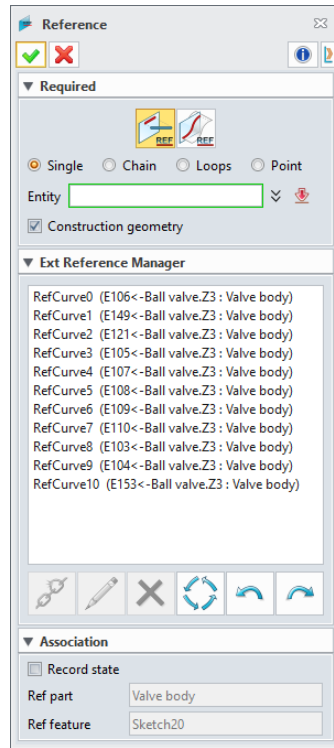 Reference
Required
REF REF
Single Chain Loops Point
Entity
Construction geometry
Ext Reference Manager
RefCurve0 (E106<-Ball valve.Z3 : Valve body)
RefCurve1 (E149<-Ball valve.Z3 : Valve body)
RefCurve2 (E121<-Ball valve.Z3 : Valve body)
RefCurve3 (E105<-Ball valve.Z3 : Valve body)
RefCurve4 (E107<-Ball valve.Z3 : Valve body)
RefCurve5 (E108<-Ball valve.Z3 : Valve body)
RefCurve6 (E109<-Ball valve.Z3 : Valve body)
RefCurve7 (E110<-Ball valve.Z3 : Valve body)
RefCurve8 (E103<-Ball valve.Z3 : Valve body)
RefCurve9 (E104<-Ball valve.Z3 : Valve body)
RefCurve10 (E153<-Ball valve.Z3 : Valve body)
Association
Record state
Ref part Valve body
Ref feature Sketch20